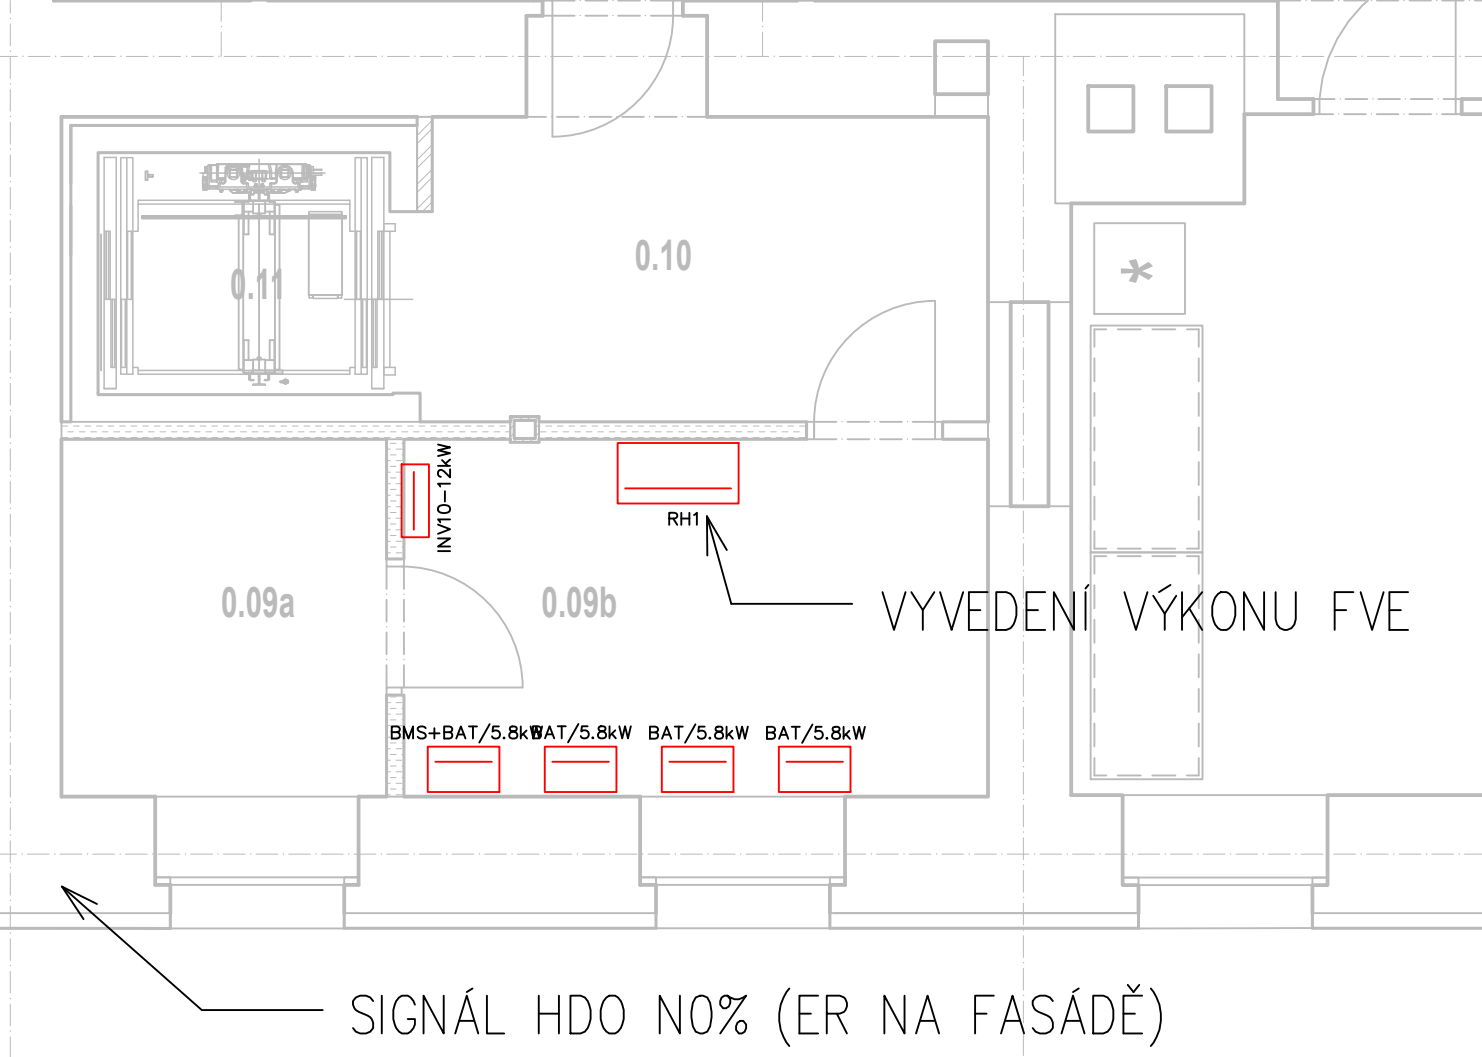 0.10
0.11
*
INV10-12kW
RH1
0.09a
0.09b
VYVEDENÍ VÝKONU FVE
BMS+BAT/5.8kW
BAT/5.8kW
BAT/5.8kW
BAT/5.8kW
SIGNÁL HDO N0% (ER NA FASÁDĚ)